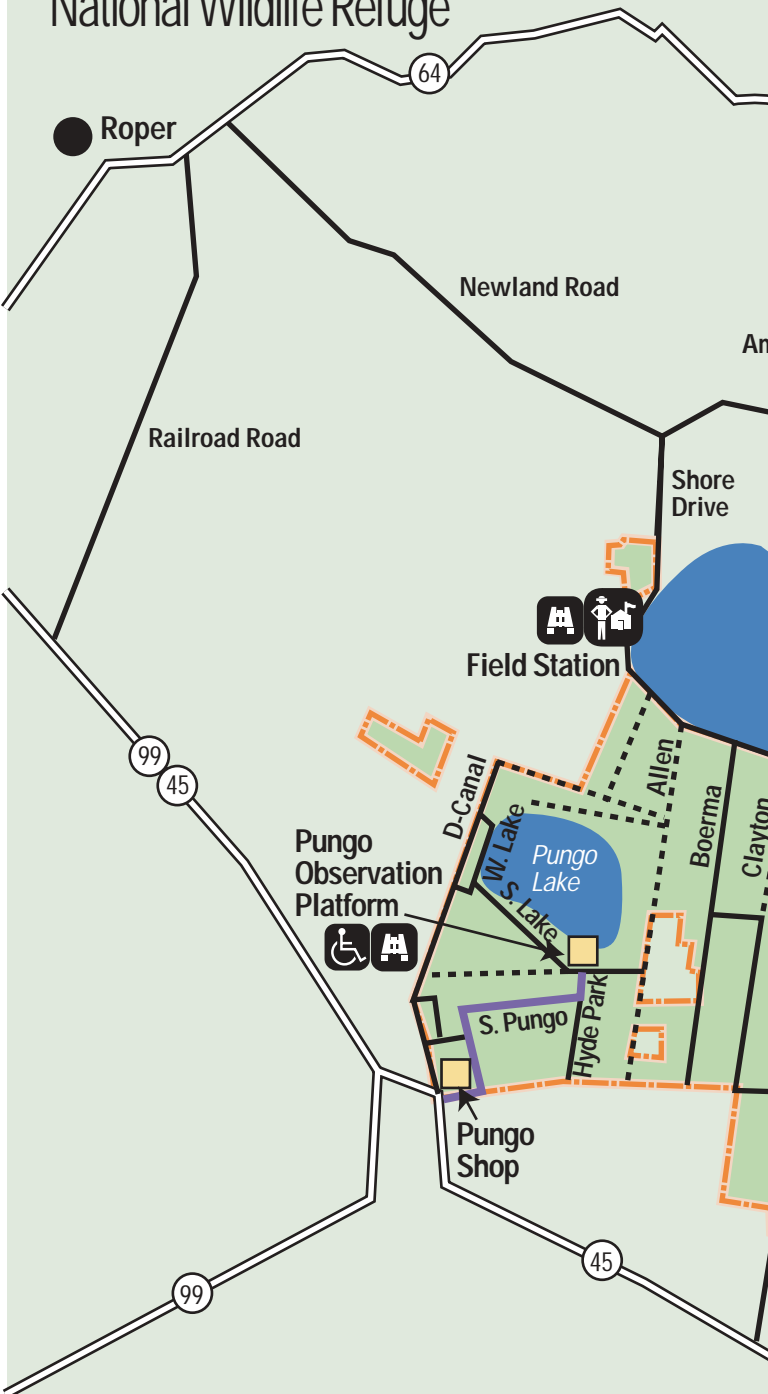 National Wildlife Refuge
64
Roper
Newland Road
Railroad Road
Shore
Drive
Field Station
99
45
D-Canal
W. Lake
S. Lake
Pungo
Lake
Allen
Boerma
Clayton
Pungo
Observation
Platform
S. Pungo
Hyde Park
Pungo
Shop
45
99